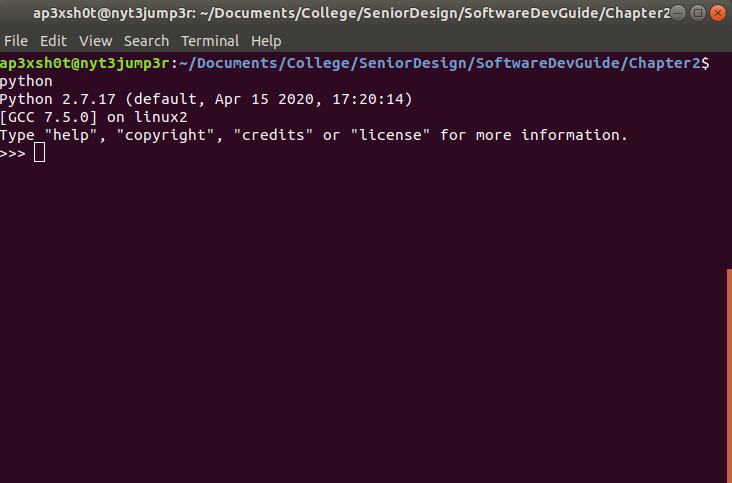 ap3xsh0t@nyt3jump3r: ~/Documents/College/SeniorDesign/SoftwareDevGuide/Chapter2
File Edit View Search Terminal Help
ap3xsh0t@nyt3jump3r:~/Documents/College/SeniorDesign/SoftwareDevGuide/Chapter2$
python
Python 2.7.17 (default, Apr 15 2020, 17:20:14)
[GCC 7.5.0] on linux2
Type "help", "copyright", "credits" or "license" for more information.
>>>